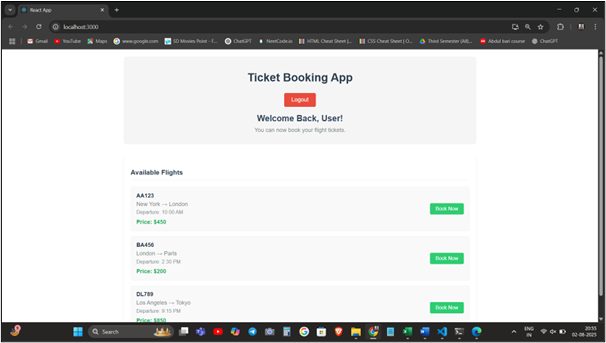 React App
localhost:3000
Gmail
YouTube
Maps
www.google.com
SD Movies Point - F...
ChatGPT
NeetCode.io
HTML Cheat Sheet |...
CSS Cheat Sheet | O...
Third Semester [AB]...
Abdul bari course
ChatGPT
Ticket Booking App
Logout
Welcome Back, User!
You can now book your flight tickets.
Available Flights
AA123
New York → London
Departure 10:00 AM
Price: $450
Book Now
BA456
London → Paris
Departure 2:30 PM
Price: $200
Book Now
DL789
Los Angeles → Tokyo
Departure 9:15 PM
Price: $850
Book Now
Search
ENG
IN
20:55
02-08-2025